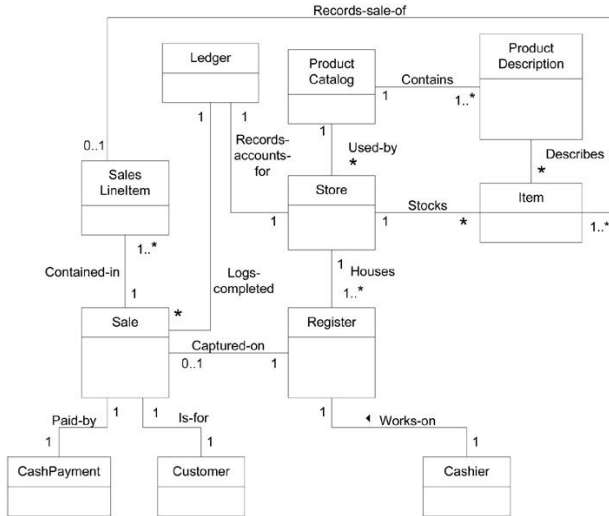 Records-sale-of
Ledger
Product
Catalog
Product
Description
Contains
1
1..*
1
1
1
0..1
Records-
accounts-
for
Used-by
*
Describes
*
Sales
LineItem
Store
Item
Stocks
1
1
*
1..*
1..*
Contained-in
1
Logs-
completed
*
1
Houses
1..*
Sale
Register
Captured-on
0..1
1
Paid-by
1
1
Is-for
1
Works-on
1
1
1
CashPayment
Customer
Cashier